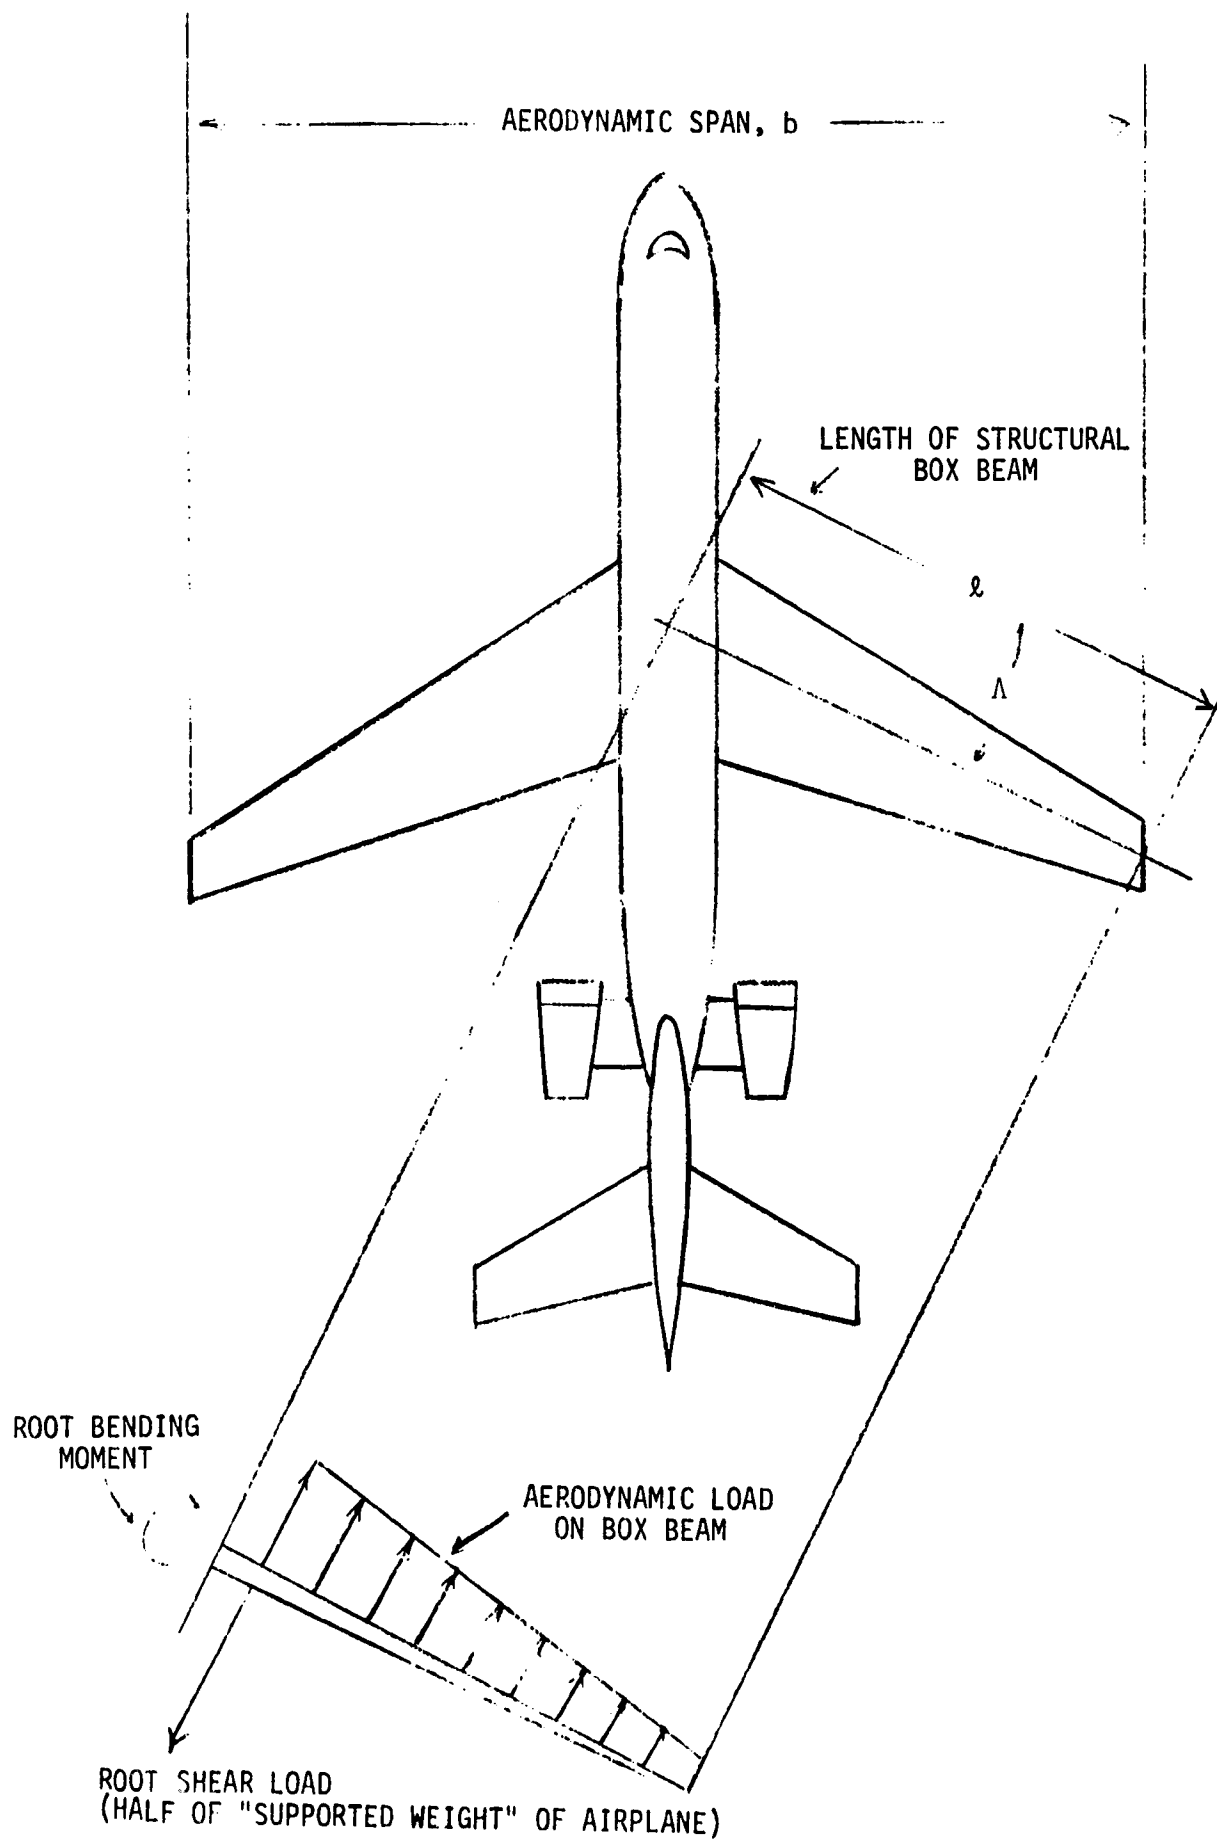 AERODYNAMIC SPAN, b
LENGTH OF STRUCTURAL
BOX BEAM
ℓ
Λ
ROOT BENDING
MOMENT
AERODYNAMIC LOAD
ON BOX BEAM
ROOT SHEAR LOAD
(HALF OF "SUPPORTED WEIGHT" OF AIRPLANE)